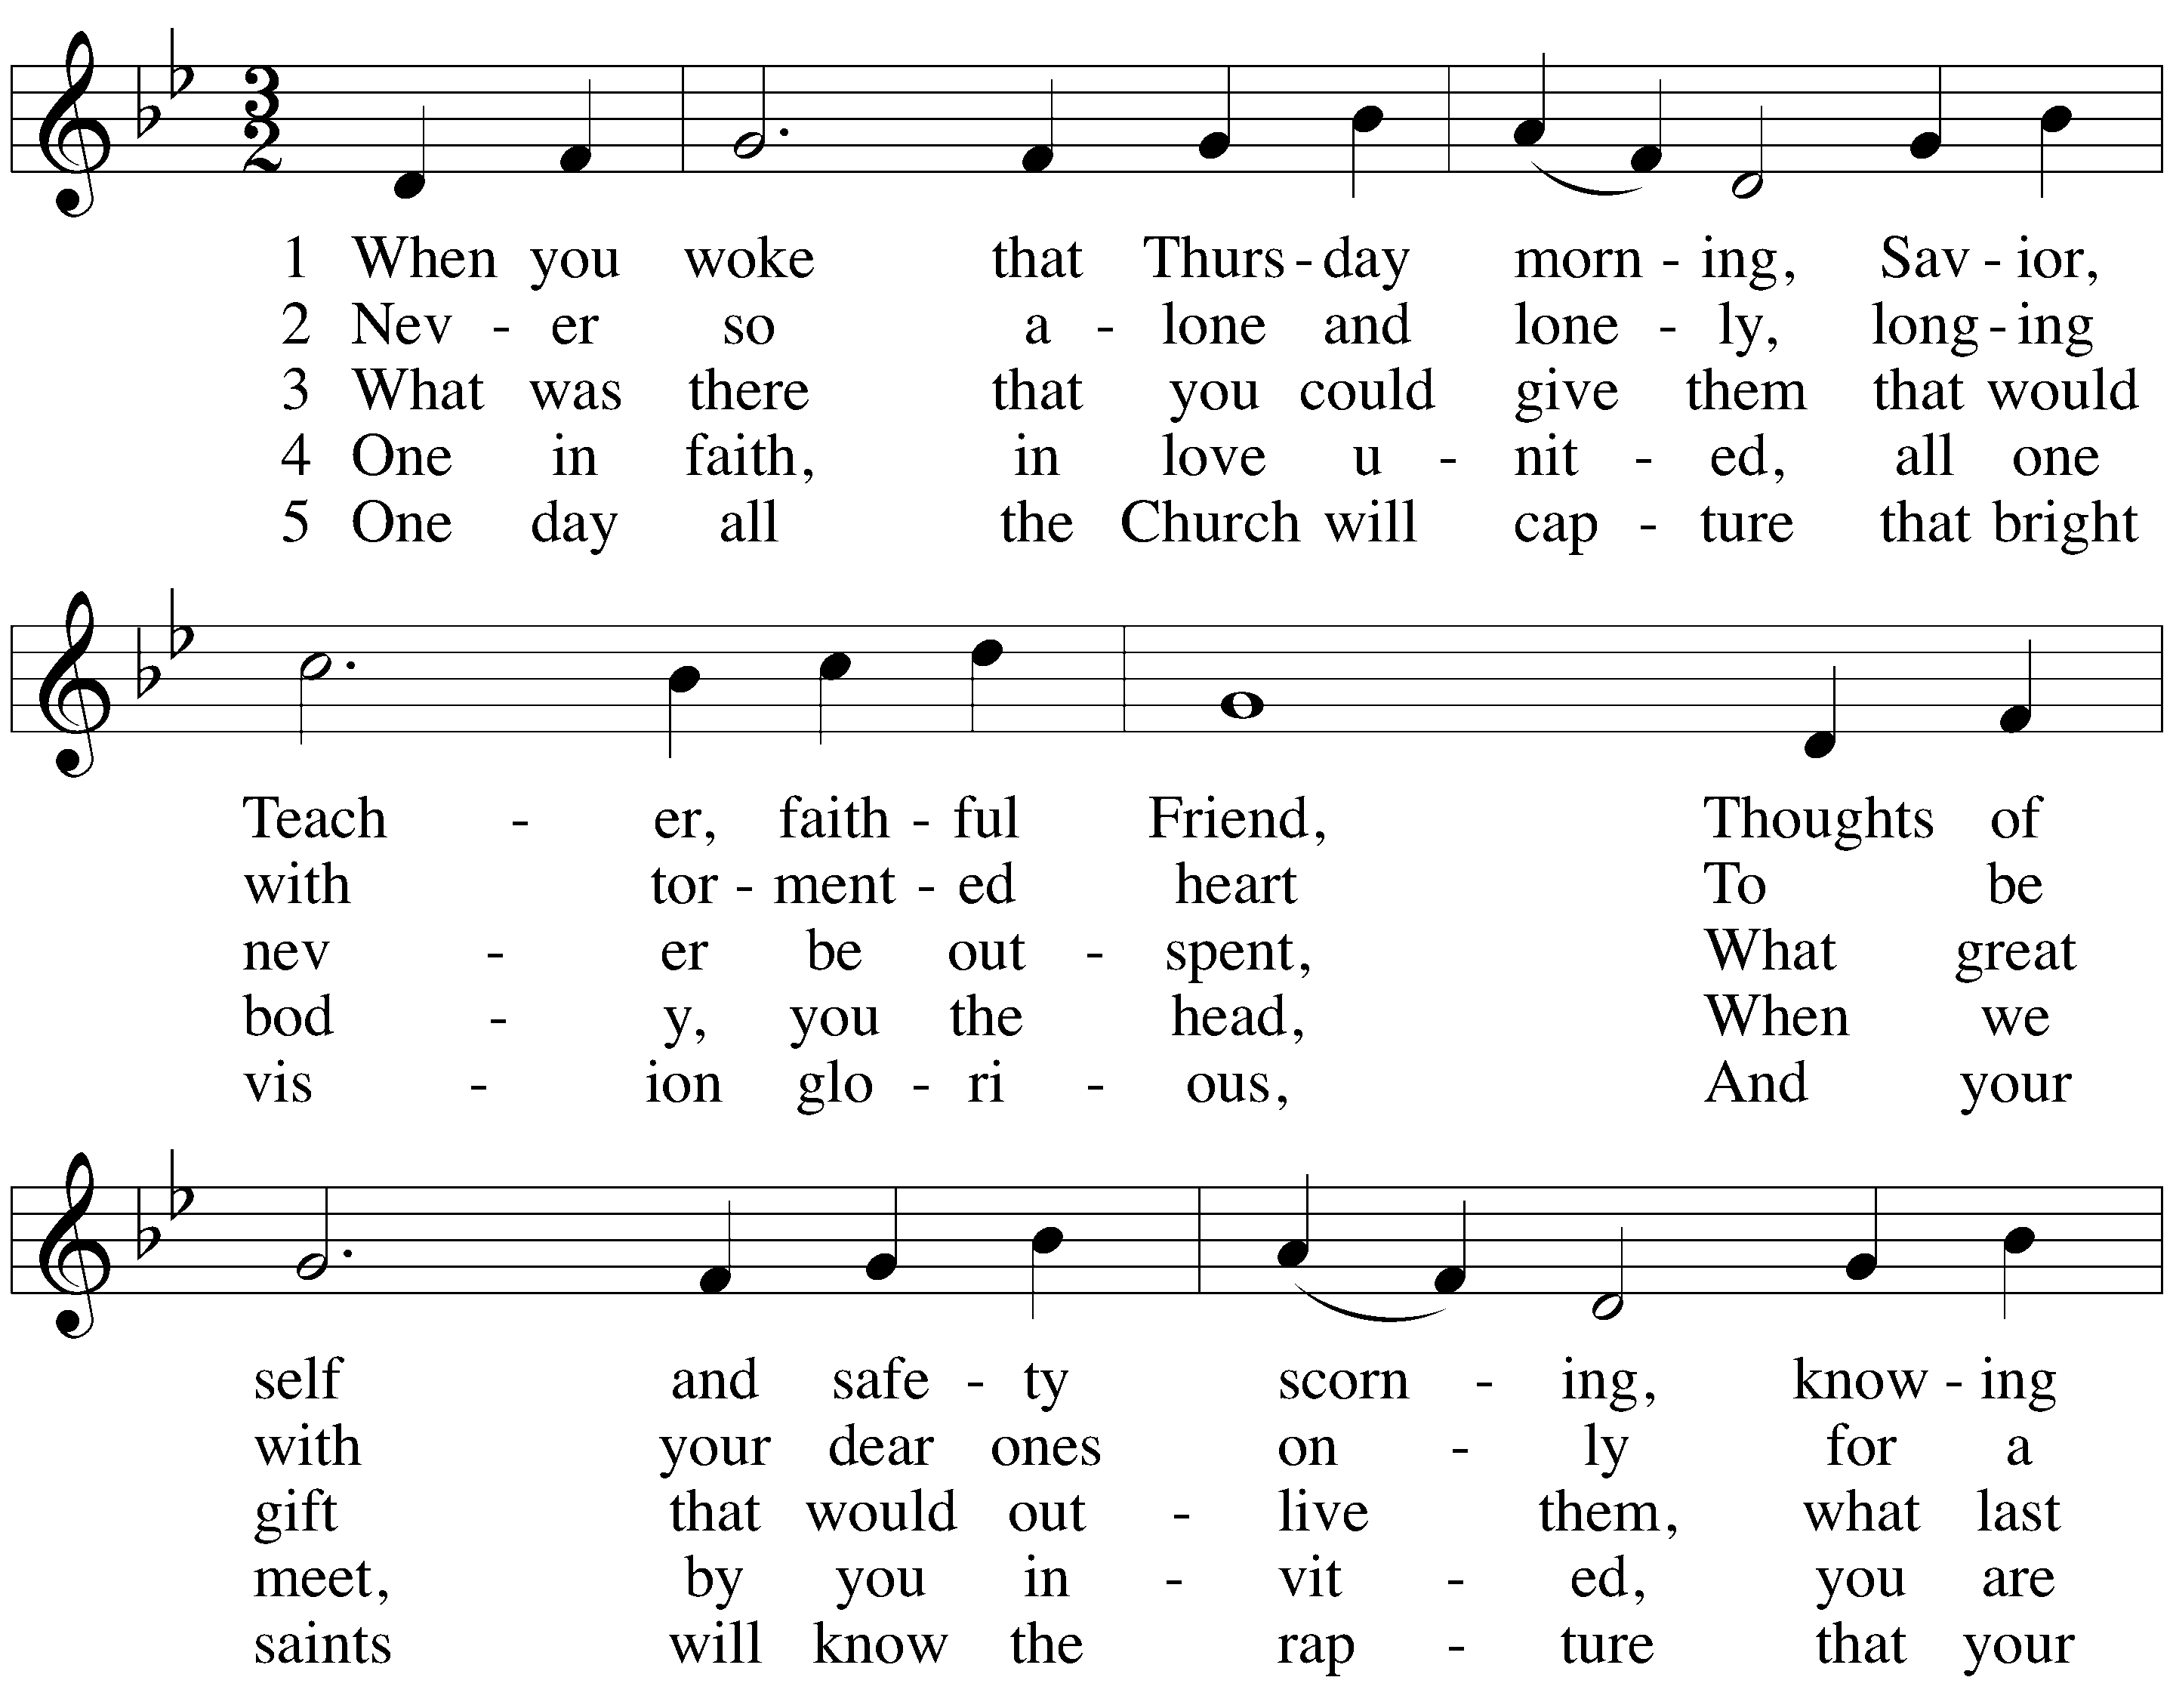 3
2
1 When you woke that Thurs - day morn - ing, Sav - ior,
2 Nev - er so a - lone and lone - ly, long - ing
3 What was there that you could give them that would
4 One in faith, in love u - nit - ed, all one
5 One day all the Church will cap - ture that bright
Teach - er, faith - ful Friend, Thoughts of
with tor - ment - ed heart To be
nev - er be out - spent, What great
bod - y, you the head, When we
vis - ion glo - ri - ous, And your
self and safe - ty scorn - ing, know - ing
with your dear ones on - ly for a
gift that would out - live them, what last
meet, by you in - vit - ed, you are
saints will know the rap - ture that your